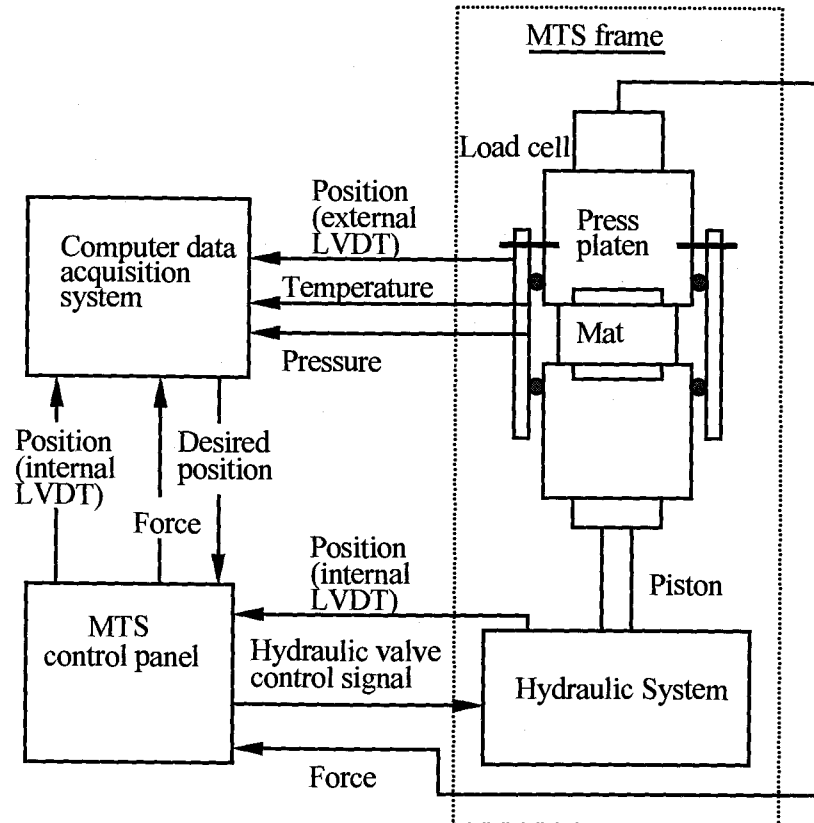 MTS frame
Load cell
Position
(external
LVDT)
Press
platen
Computer data
acquisition
system
Temperature
Mat
Pressure
Position
(internal
LVDT)
Desired
position
Force
Position
(internal
LVDT)
Piston
MTS
control panel
Hydraulic valve
control signal
Hydraulic System
Force